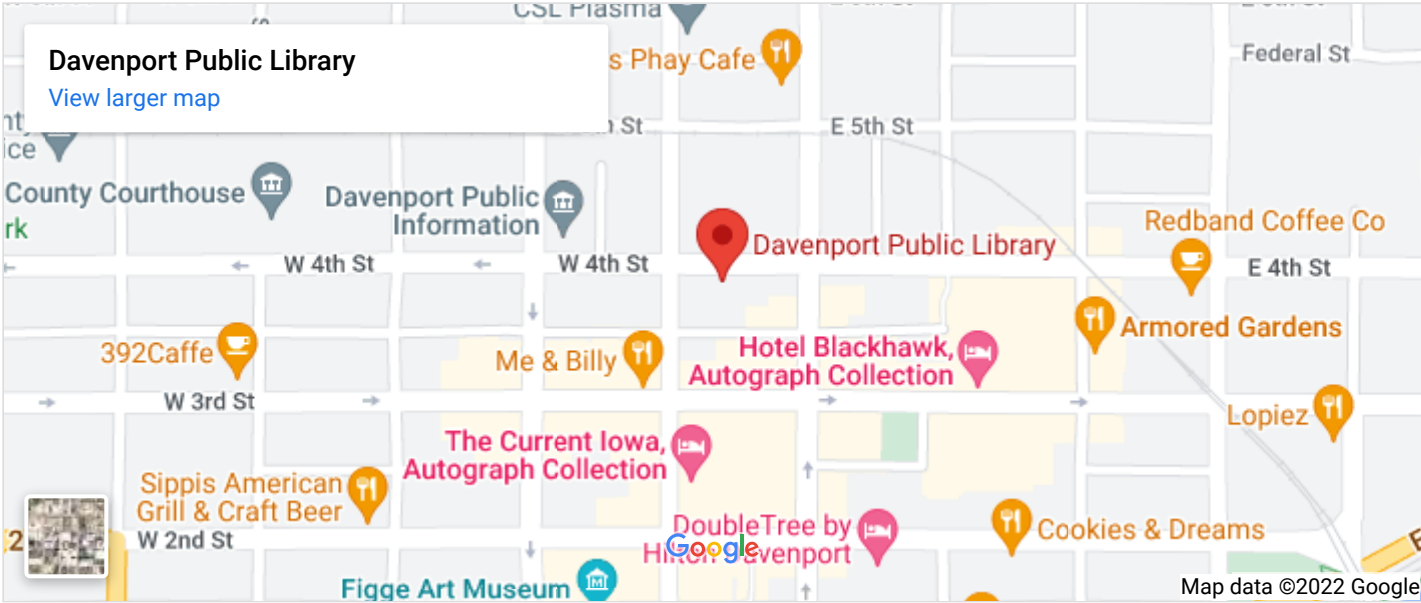 CSL Plasma
Davenport Public Library
View larger map
s Phay Cafe
Federal St
St
E 5th St
ice
County Courthouse
Davenport Public
Information
rk
Redband Coffee Co
Davenport Public Library
W 4th St
W 4th St
E 4th St
Armored Gardens
392Caffe
Me & Billy
Hotel Blackhawk,
Autograph Collection
W 3rd St
Lopiez
The Current Iowa,
Autograph Collection
Sippis American
Grill & Craft Beer
DoubleTree by
Hilton Davenport
Google
Cookies & Dreams
2
W 2nd St
Figge Art Museum
Map data ©2022 Google